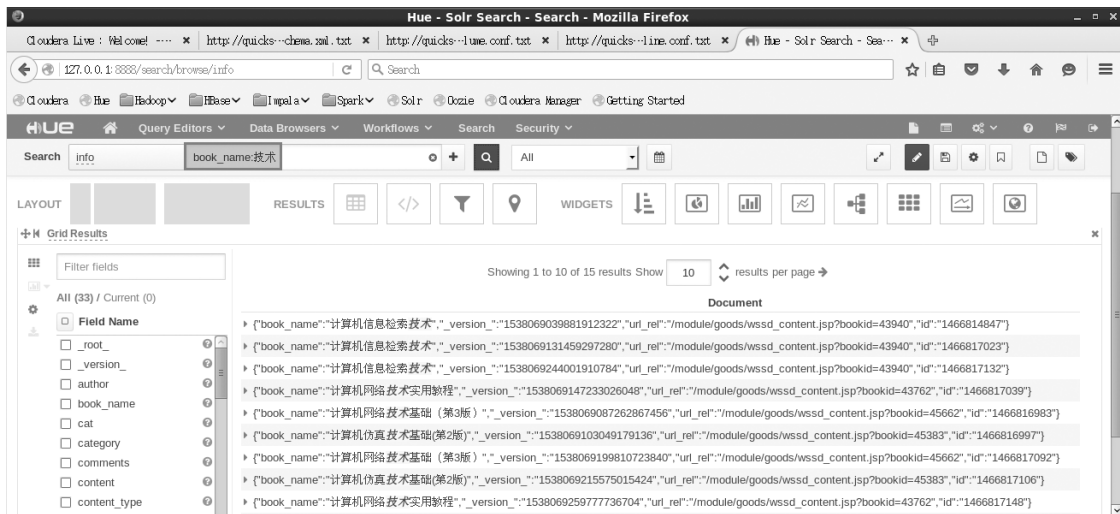 Hue - Solr Search - Search - Mozilla Firefox
Cloudera Live : Welcome! -··· × http://quicks···chema.xml.txt × http://quicks···lume.conf.txt × http://quicks···line.conf.txt × Hue - Solr Search - Sea··· ×
127.0.0.1:8888/search/browse/info Search
Cloudera Hue Hadoop HBase Impala Spark Solr Oozie Cloudera Manager Getting Started
HUE Query Editors Data Browsers Workflows Search Security
Search info book_name:技术 All
LAYOUT RESULTS WIDGETS
Grid Results
Filter fields
Showing 1 to 10 of 15 results Show 10 results per page
All (33) / Current (0)
Document
Field Name
{"book_name":"计算机信息检索技术","_version_":"1538069039881912322","url_rel":"/module/goods/wssd_content.jsp?bookid=43940","id":"1466814847"}
_root_
{"book_name":"计算机信息检索技术","_version_":"1538069131459297280","url_rel":"/module/goods/wssd_content.jsp?bookid=43940","id":"1466817023"}
_version_
{"book_name":"计算机信息检索技术","_version_":"1538069244001910784","url_rel":"/module/goods/wssd_content.jsp?bookid=43940","id":"1466817132"}
author
{"book_name":"计算机网络技术实用教程","_version_":"1538069147233026048","url_rel":"/module/goods/wssd_content.jsp?bookid=43762","id":"1466817039"}
book_name
{"book_name":"计算机网络技术基础（第3版）","_version_":"1538069087262867456","url_rel":"/module/goods/wssd_content.jsp?bookid=45662","id":"1466816983"}
cat
{"book_name":"计算机仿真技术基础(第2版)","_version_":"1538069103049179136","url_rel":"/module/goods/wssd_content.jsp?bookid=45383","id":"1466816997"}
category
{"book_name":"计算机网络技术基础（第3版）","_version_":"1538069199810723840","url_rel":"/module/goods/wssd_content.jsp?bookid=45662","id":"1466817092"}
comments
{"book_name":"计算机仿真技术基础(第2版)","_version_":"1538069215575015424","url_rel":"/module/goods/wssd_content.jsp?bookid=45383","id":"1466817106"}
content
{"book_name":"计算机网络技术实用教程","_version_":"1538069259777736704","url_rel":"/module/goods/wssd_content.jsp?bookid=43762","id":"1466817148"}
content_type